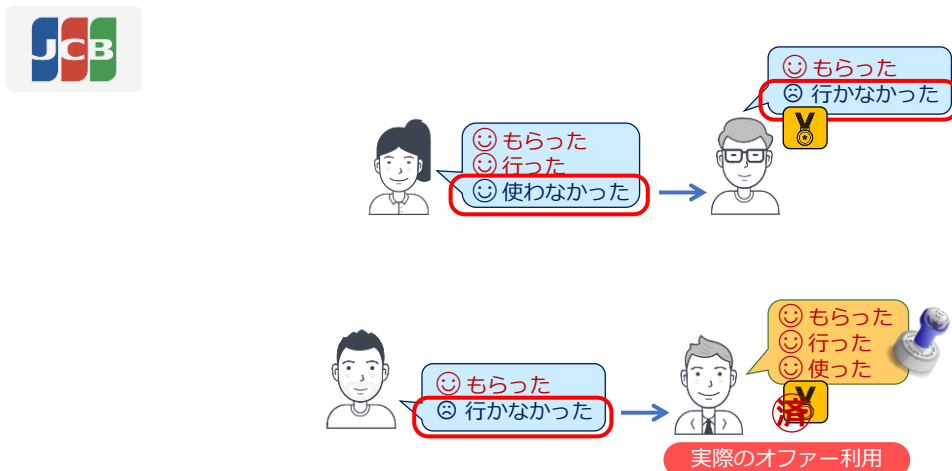 JCB
もらった
行かなかった
もらった
行った
使わなかった
もらった
行った
使った
済
もらった
行かなかった
実際のオファー利用